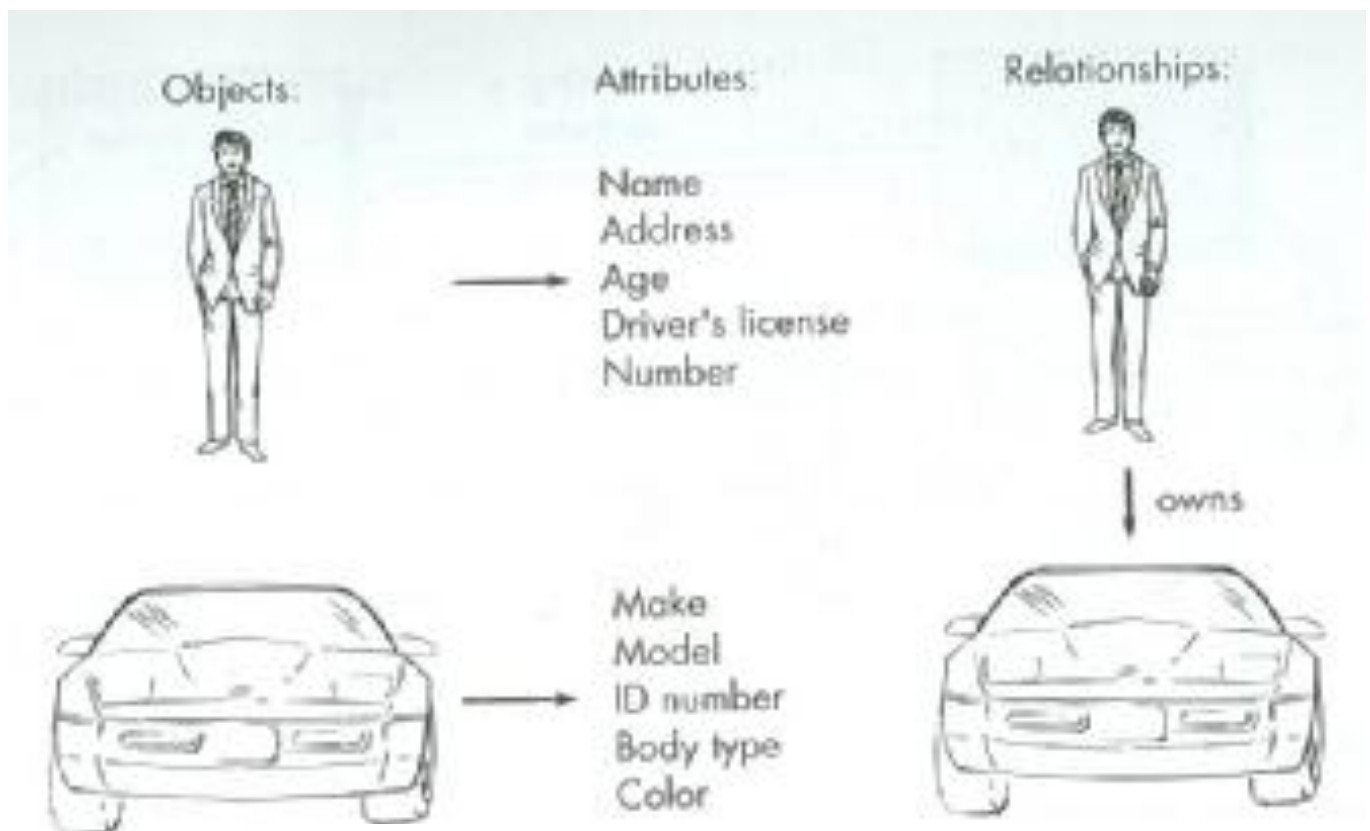 Objects:
Attributes:
Relationships:
Name
Address
Age
Driver's license
Number
owns
Make
Model
ID number
Body type
Color